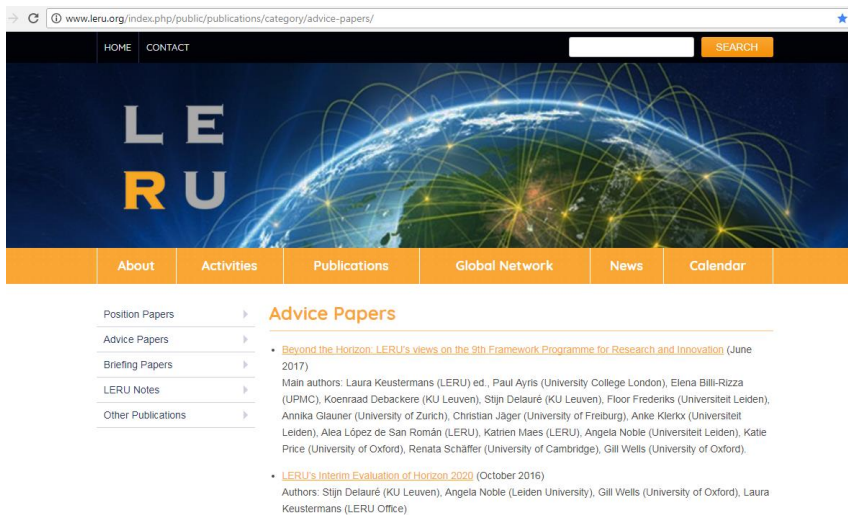 www.leru.org/index.php/public/publications/category/advice-papers/
HOME CONTACT
SEARCH
L E
R U
About Activities Publications Global Network News Calendar
Position Papers
Advice Papers
Briefing Papers
LERU Notes
Other Publications
Advice Papers
• Beyond the Horizon: LERU's views on the 9th Framework Programme for Research and Innovation (June
2017)
Main authors: Laura Keustermans (LERU) ed., Paul Ayris (University College London), Elena Billi-Rizza
(UPMC), Koenraad Debackere (KU Leuven), Stijn Delauré (KU Leuven), Floor Frederiks (Universiteit Leiden),
Annika Glauner (University of Zurich), Christian Jäger (University of Freiburg), Anke Klerkx (Universiteit
Leiden), Alea López de San Román (LERU), Katrien Maes (LERU), Angela Noble (Universiteit Leiden), Katie
Price (University of Oxford), Renata Schäffer (University of Cambridge), Gill Wells (University of Oxford).
• LERU's Interim Evaluation of Horizon 2020 (October 2016)
Authors: Stijn Delauré (KU Leuven), Angela Noble (Leiden University), Gill Wells (University of Oxford), Laura
Keustermans (LERU Office)